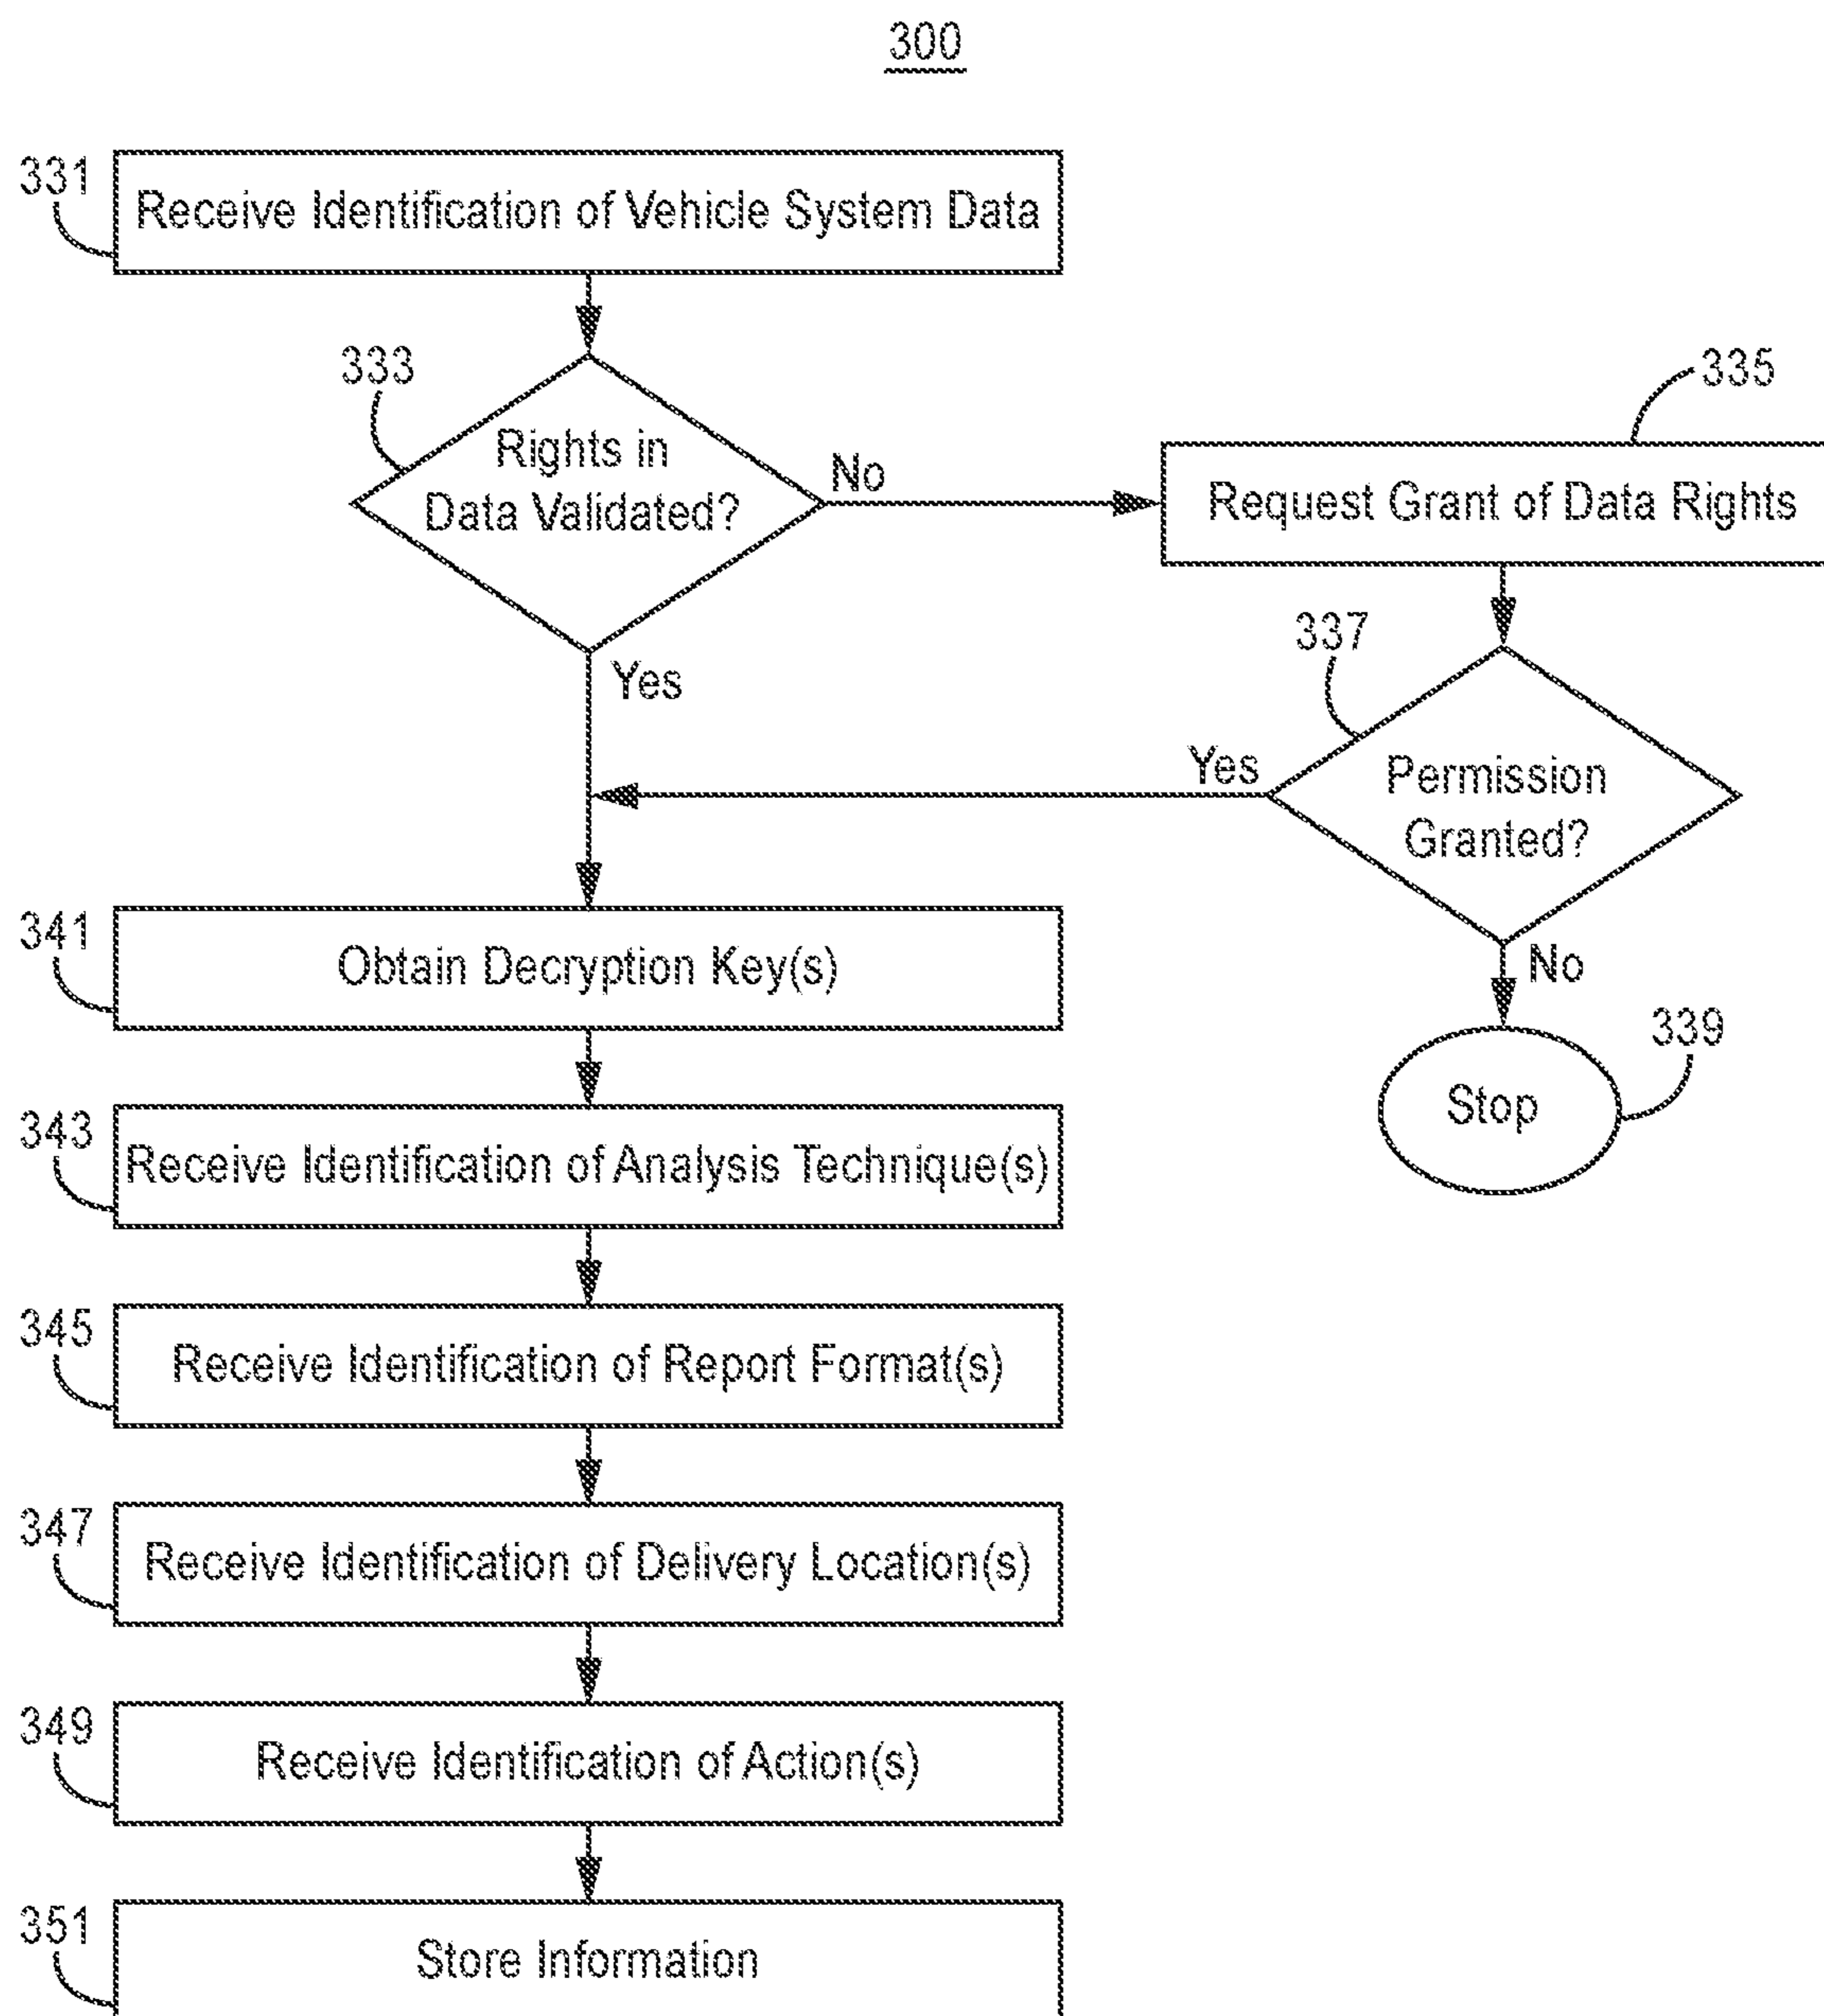 300
331
Receive Identification of Vehicle System Data
333
Rights in
Data Validated?
No
335
Request Grant of Data Rights
Yes
337
Yes
Permission
Granted?
341
Obtain Decryption Key(s)
No
339
Stop
343
Receive Identification of Analysis Technique(s)
345
Receive Identification of Report Format(s)
347
Receive Identification of Delivery Location(s)
349
Receive Identification of Action(s)
351
Store Information